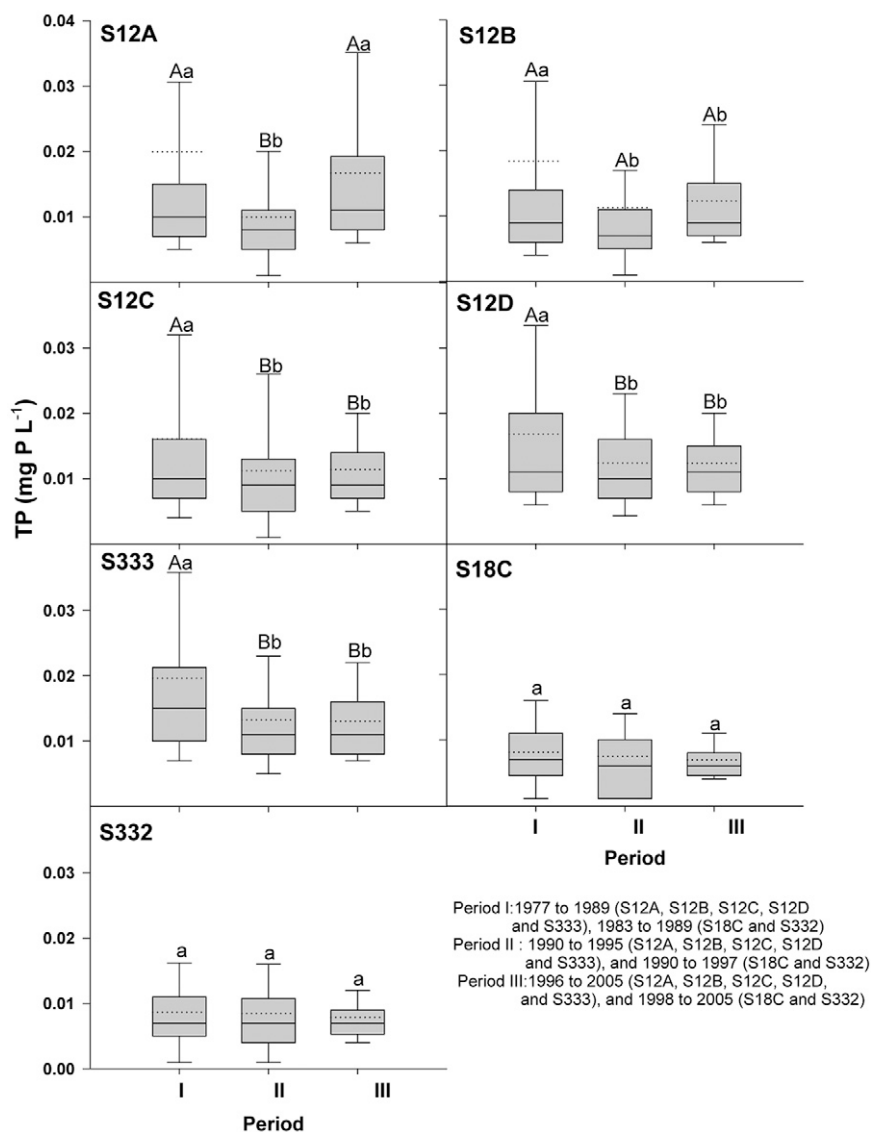 S12A
S12B
0.04
0.03
0.02
0.01
Aa
Bb
Aa
Aa
Ab
Ab
S12C
S12D
0.03
0.02
0.01
Aa
Bb
Bb
Aa
Bb
Bb
TP (mg P L-1)
S333
S18C
0.03
0.02
0.01
Aa
Bb
Bb
a
a
a
I
II
III
Period
S332
0.03
0.02
0.01
0.00
a
a
a
I
II
III
Period
Period I:1977 to 1989 (S12A, S12B, S12C, S12D
and S333), 1983 to 1989 (S18C and S332)
Period II : 1990 to 1995 (S12A, S12B, S12C, S12D
and S333), and 1990 to 1997 (S18C and S332)
Period III:1996 to 2005 (S12A, S12B, S12C, S12D,
and S333), and 1998 to 2005 (S18C and S332)